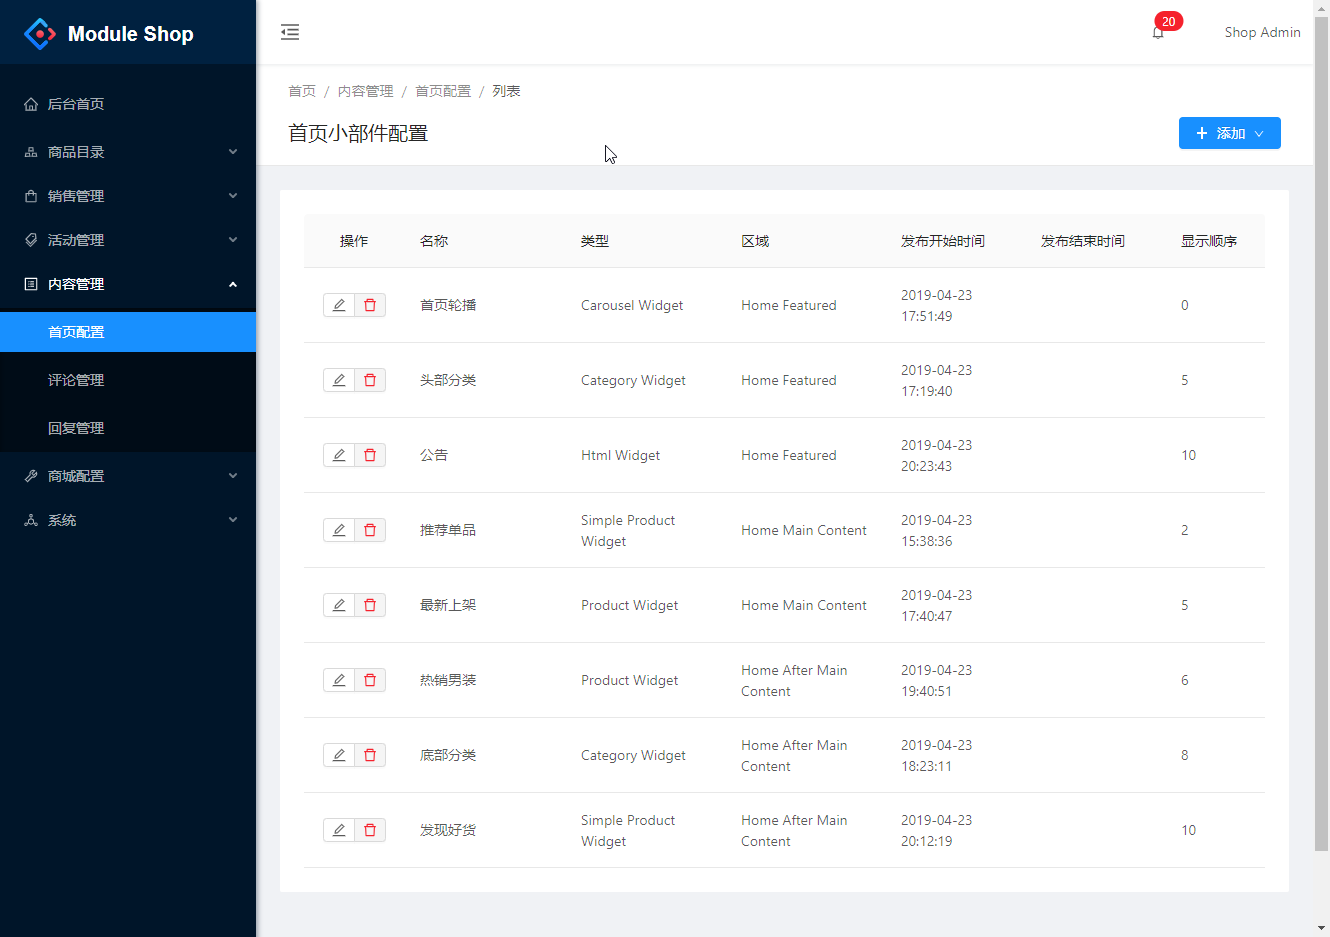 Module Shop
20
Shop Admin
后台首页
商品目录
销售管理
活动管理
内容管理
首页配置
评论管理
回复管理
商城配置
系统
首页 / 内容管理 / 首页配置 / 列表
首页小部件配置
添加
操作 名称 类型 区域 发布开始时间 发布结束时间 显示顺序
首页轮播 Carousel Widget Home Featured 2019-04-23 0
17:51:49
头部分类 Category Widget Home Featured 2019-04-23 5
17:19:40
公告 Html Widget Home Featured 2019-04-23 10
20:23:43
推荐单品 Simple Product Home Main Content 2019-04-23 2
Widget 15:38:36
最新上架 Product Widget Home Main Content 2019-04-23 5
17:40:47
热销男装 Product Widget Home After Main 2019-04-23 6
Content 19:40:51
底部分类 Category Widget Home After Main 2019-04-23 8
Content 18:23:11
发现好货 Simple Product Home After Main 2019-04-23 10
Widget Content 20:12:19